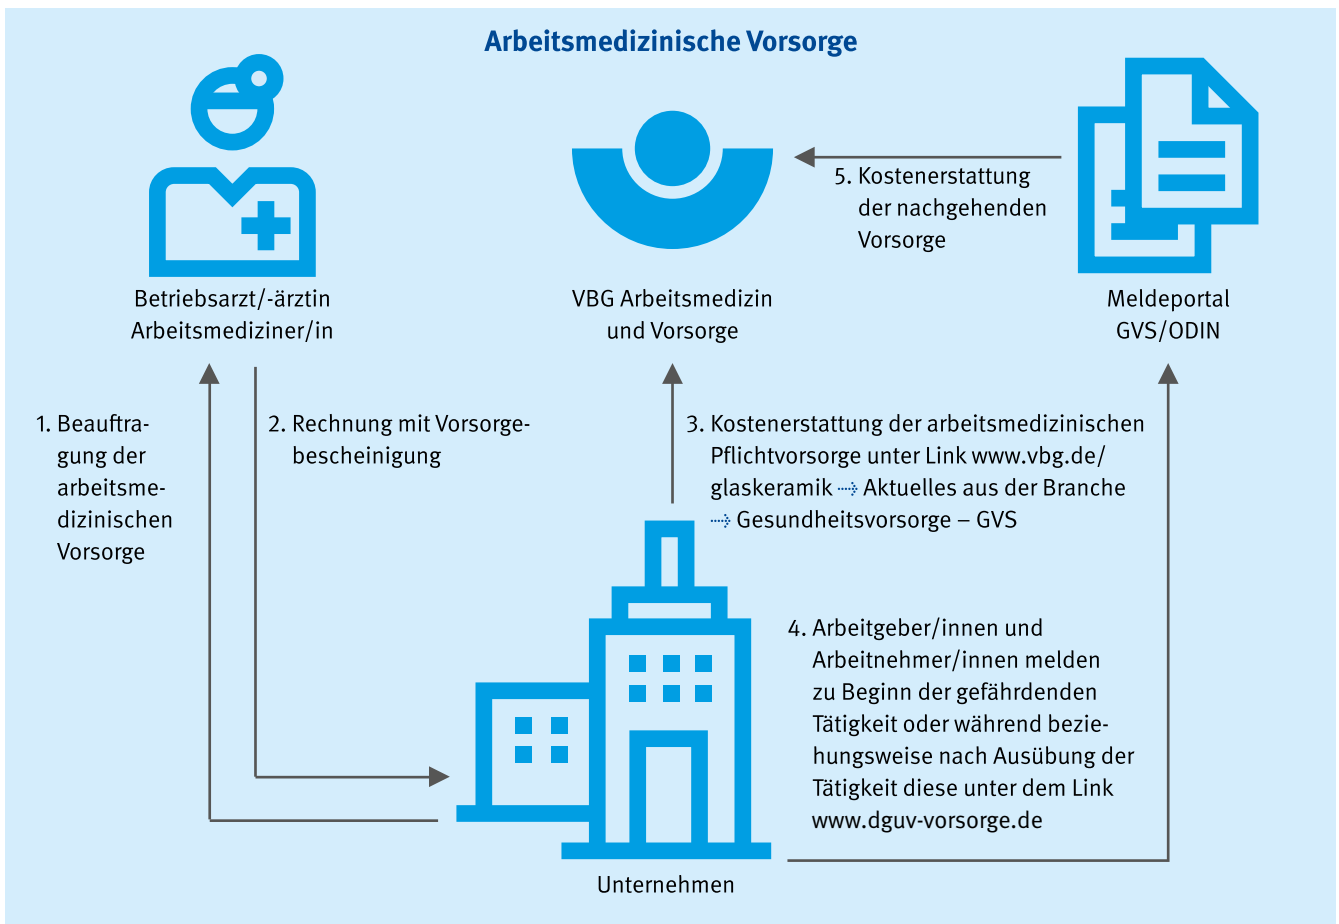 Arbeitsmedizinische Vorsorge
5. Kostenerstattung
der nachgehenden
Vorsorge
Betriebsarzt/-ärztin
Arbeitsmediziner/in
VBG Arbeitsmedizin
und Vorsorge
Meldeportal
GVS/ODIN
1. Beauftra-
gung der
arbeitsme-
dizinischen
Vorsorge
2. Rechnung mit Vorsorge-
bescheinigung
3. Kostenerstattung der arbeitsmedizinischen
Pflichtvorsorge unter Link www.vbg.de/
glaskeramik ⇢ Aktuelles aus der Branche
⇢ Gesundheitsvorsorge – GVS
4. Arbeitgeber/innen und
Arbeitnehmer/innen melden
zu Beginn der gefährdenden
Tätigkeit oder während bezie-
hungsweise nach Ausübung der
Tätigkeit diese unter dem Link
www.dguv-vorsorge.de
Unternehmen